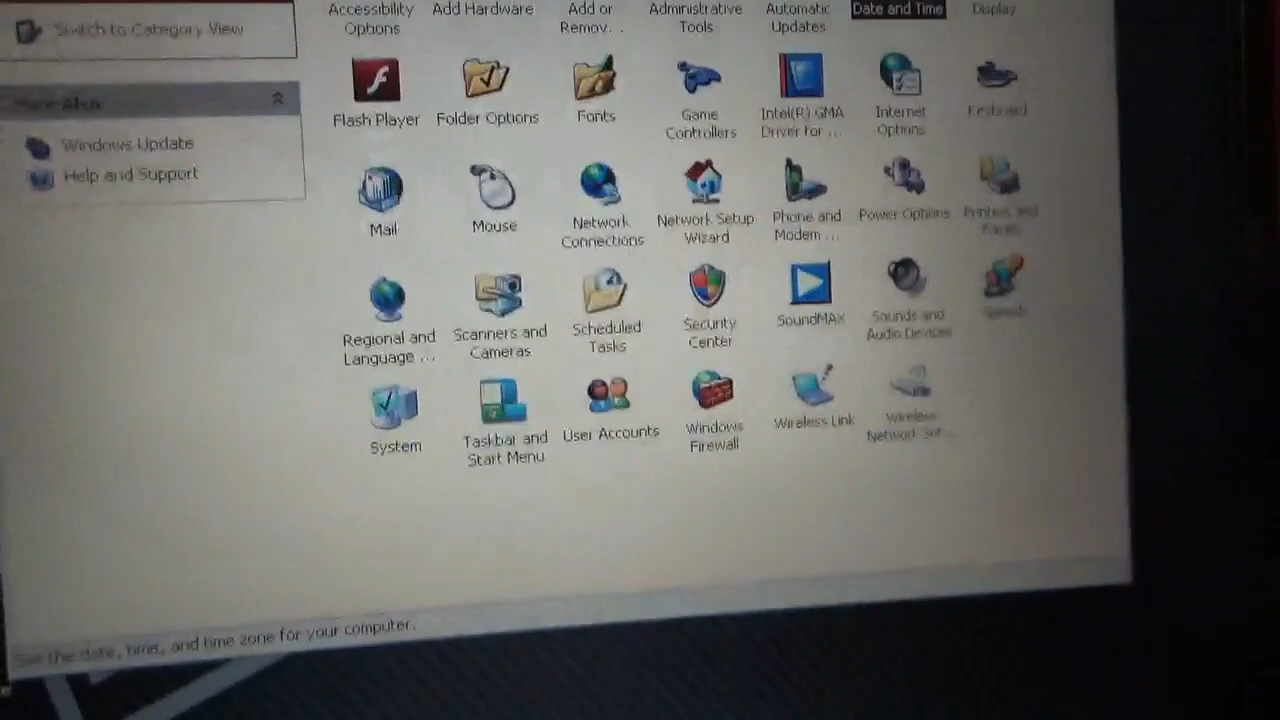 Accessibility
Options
Add Hardware
Add or
Remov...
Administrative
Tools
Automatic
Updates
Date and Time
Display
Switch to Category View
Flash Player
Folder Options
Fonts
Game
Controllers
Intel(R) GMA
Driver for ...
Internet
Options
Keyboard
See Also
Windows Update
Help and Support
Mail
Mouse
Network
Connections
Network Setup
Wizard
Phone and
Modem ...
Power Options
Printers and
Faxes
Regional and
Language ...
Scanners and
Cameras
Scheduled
Tasks
Security
Center
SoundMAX
Sounds and
Audio Devices
Speech
System
Taskbar and
Start Menu
User Accounts
Windows
Firewall
Wireless Link
Wireless
Network Set...
Set the date, time, and time zone for your computer.